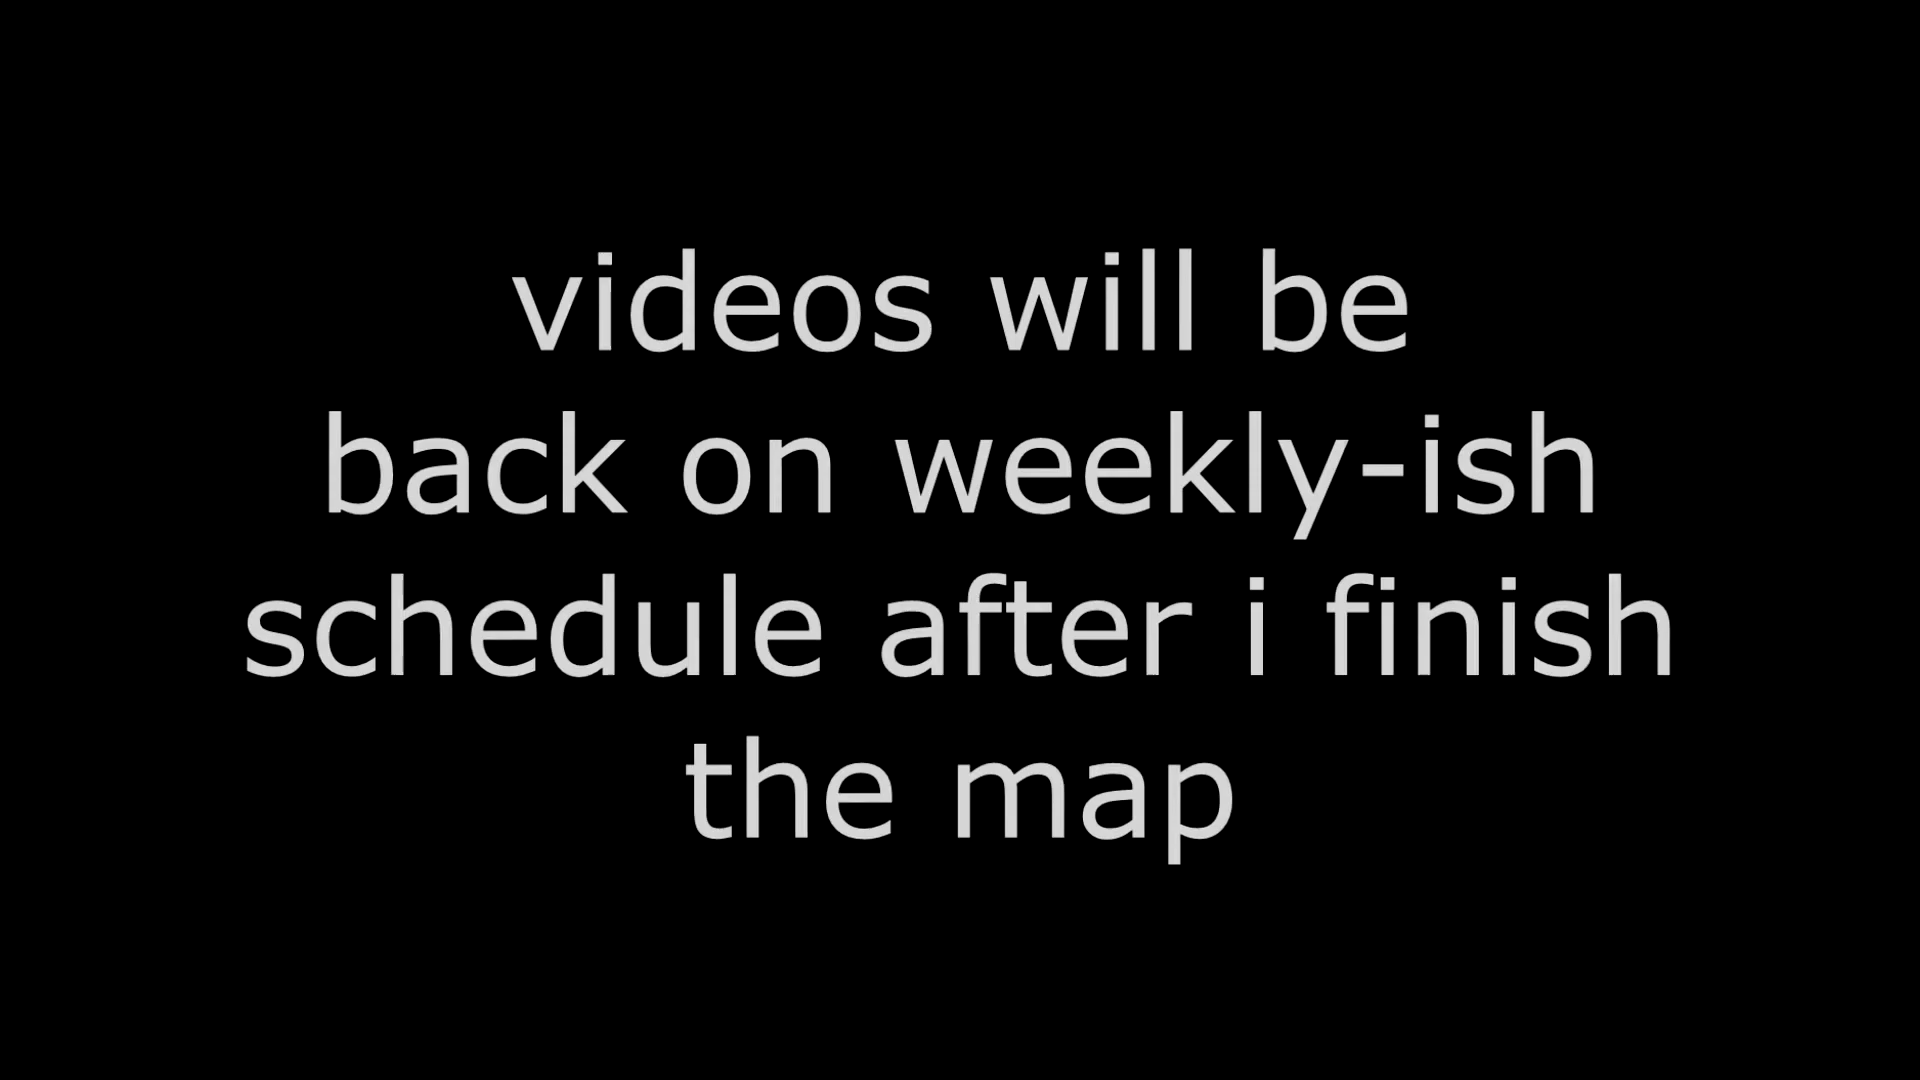 videos will be
back on weekly-ish
schedule after i finish
the map